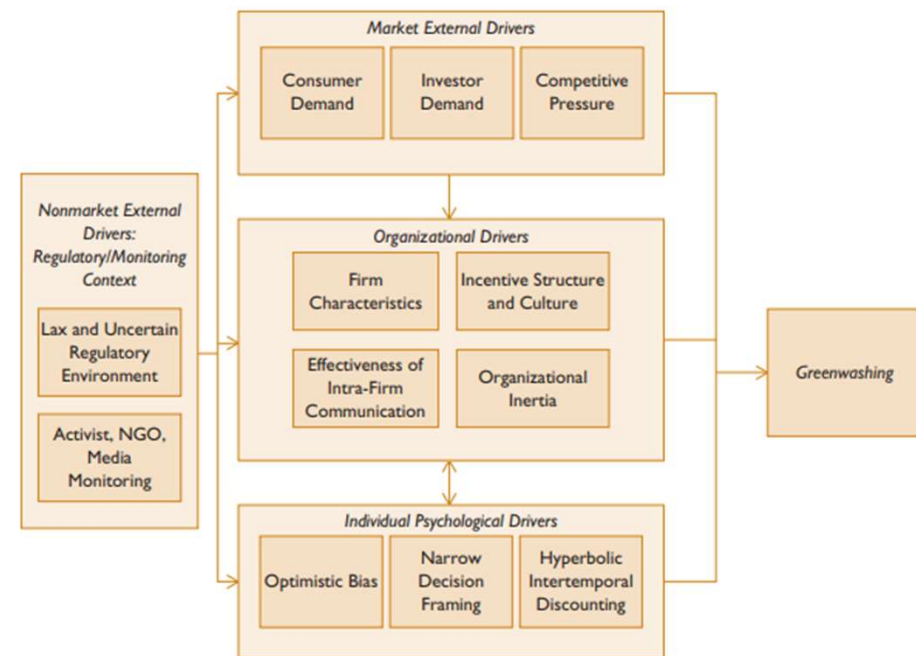 Market External Drivers
Consumer
Demand
Investor
Demand
Competitive
Pressure
Nonmarket External
Drivers:
Regulatory/Monitoring
Context
Lax and Uncertain
Regulatory
Environment
Activist, NGO,
Media
Monitoring
Organizational Drivers
Firm
Characteristics
Incentive Structure
and Culture
Effectiveness of
Intra-Firm
Communication
Organizational
Inertia
Individual Psychological Drivers
Optimistic Bias
Narrow
Decision
Framing
Hyperbolic
Intertemporal
Discounting
Greenwashing